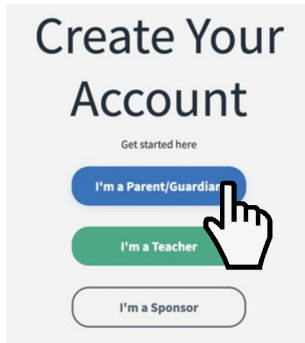 Create Your
Account
Get started here
I'm a Parent/Guardian
I'm a Teacher
I'm a Sponsor